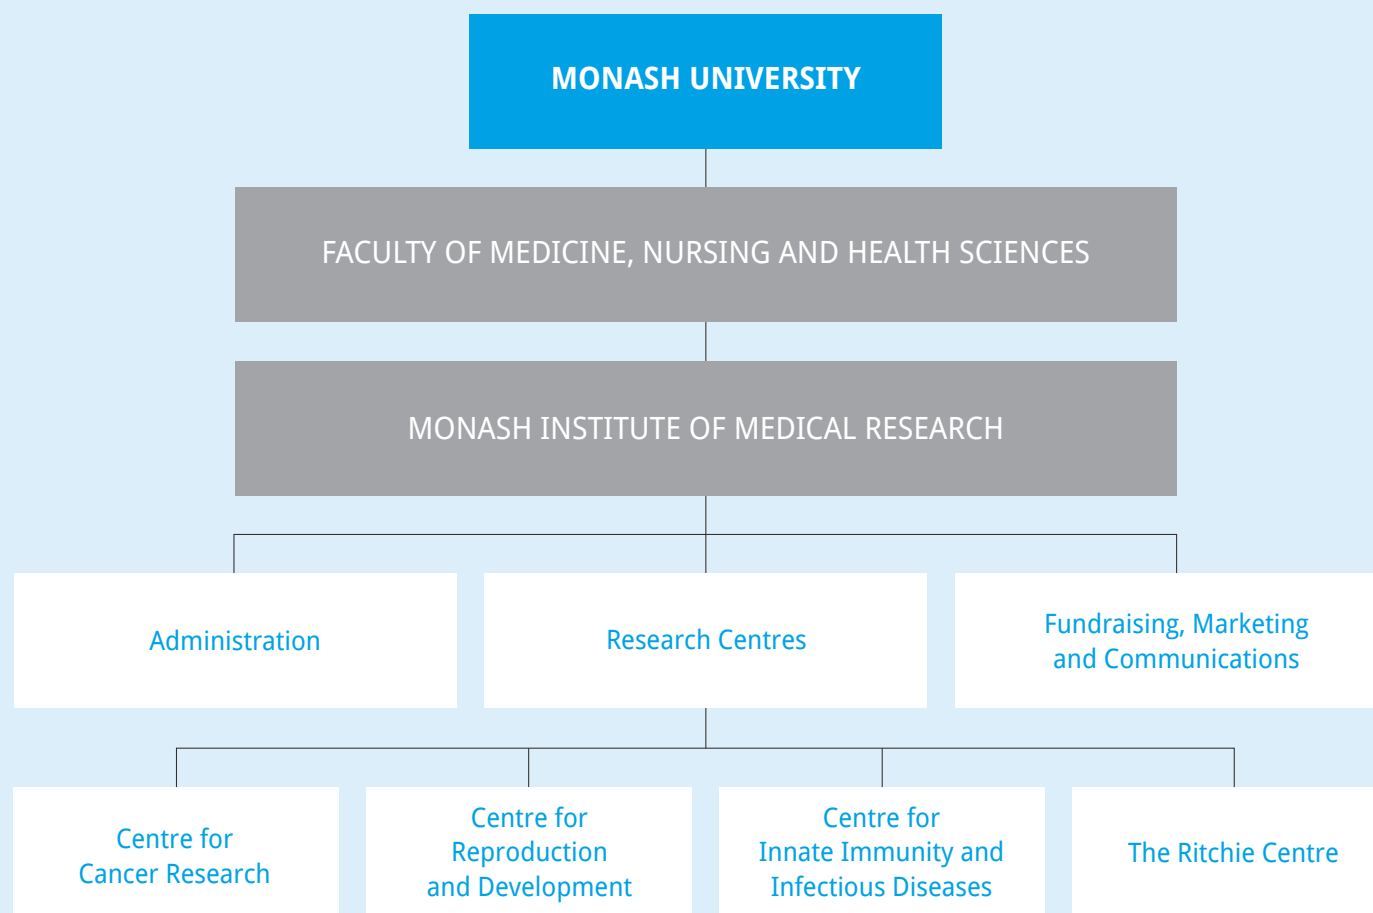 MONASH UNIVERSITY
FACULTY OF MEDICINE, NURSING AND HEALTH SCIENCES
MONASH INSTITUTE OF MEDICAL RESEARCH
Administration
Research Centres
Fundraising, Marketing
and Communications
Centre for
Cancer Research
Centre for
Reproduction
and Development
Centre for
Innate Immunity and
Infectious Diseases
The Ritchie Centre